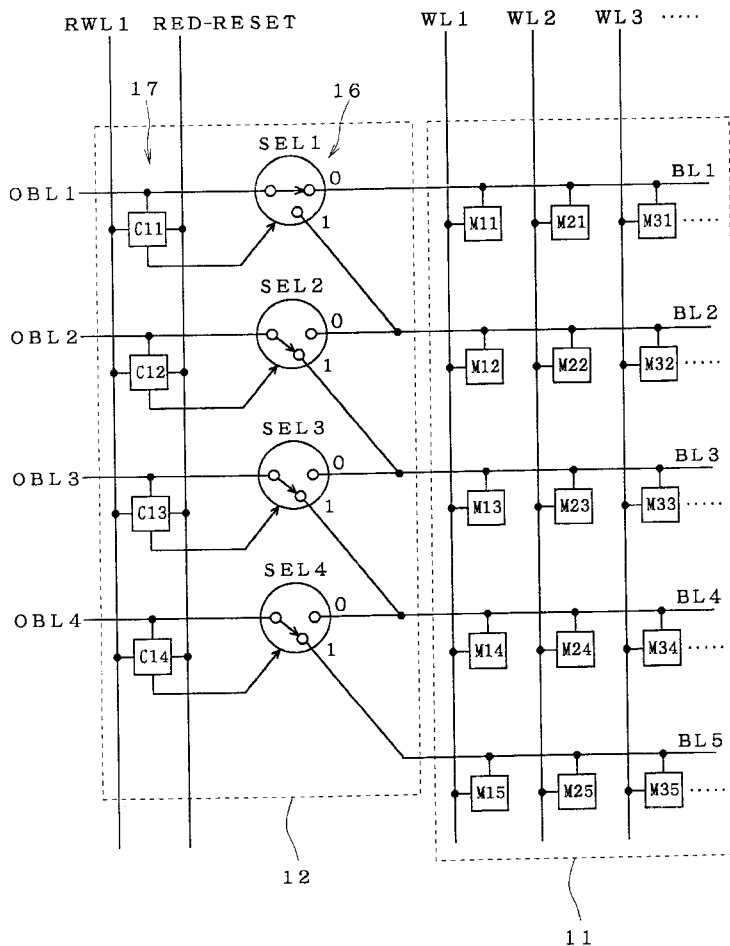 RWL1 RED-RESET WL1 WL2 WL3 .....
17 16
SEL1
OBL1 0 BL1
1
C11 M11 M21 M31 .....
SEL2
OBL2 0 BL2
1
C12 M12 M22 M32 .....
SEL3
OBL3 0 BL3
1
C13 M13 M23 M33 .....
SEL4
OBL4 0 BL4
1
C14 M14 M24 M34 .....
BL5
M15 M25 M35 .....
12
11